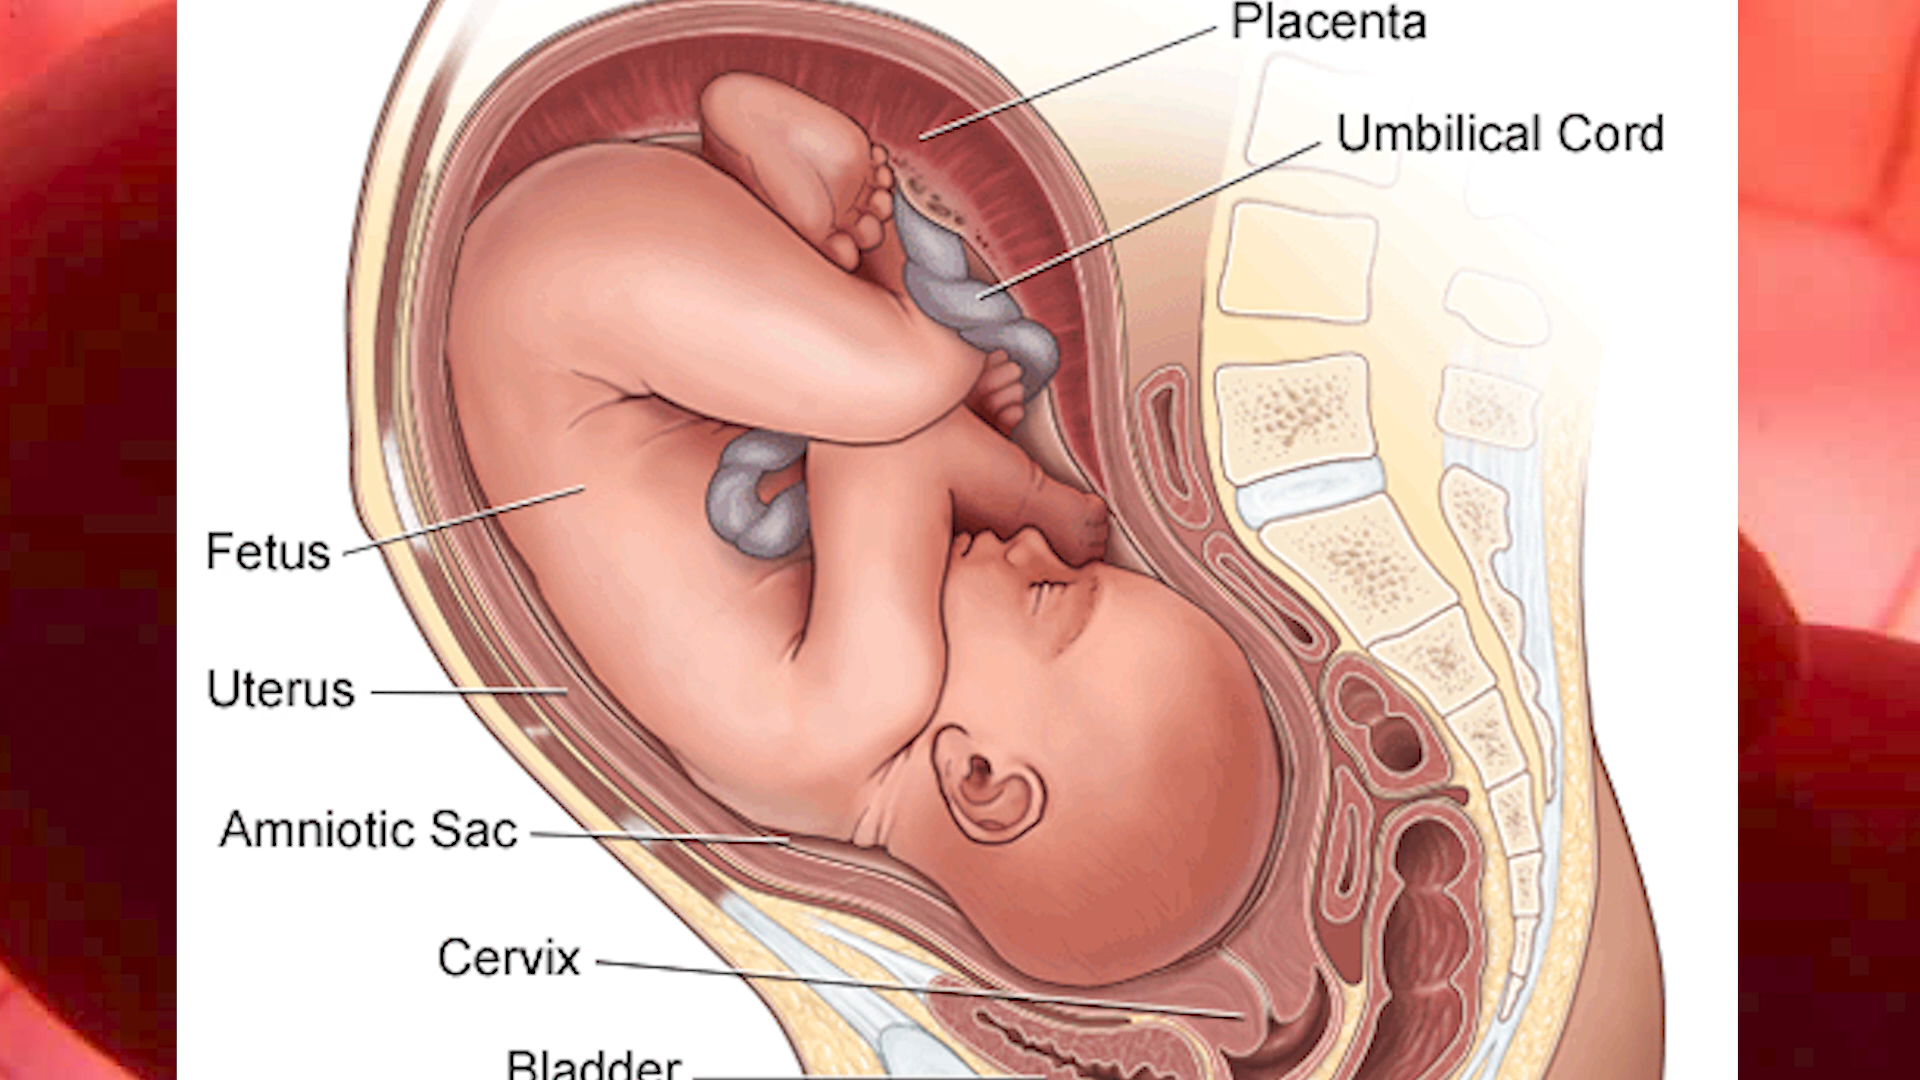 Placenta
Umbilical Cord
Fetus
Uterus
Amniotic Sac
Cervix
Bladder